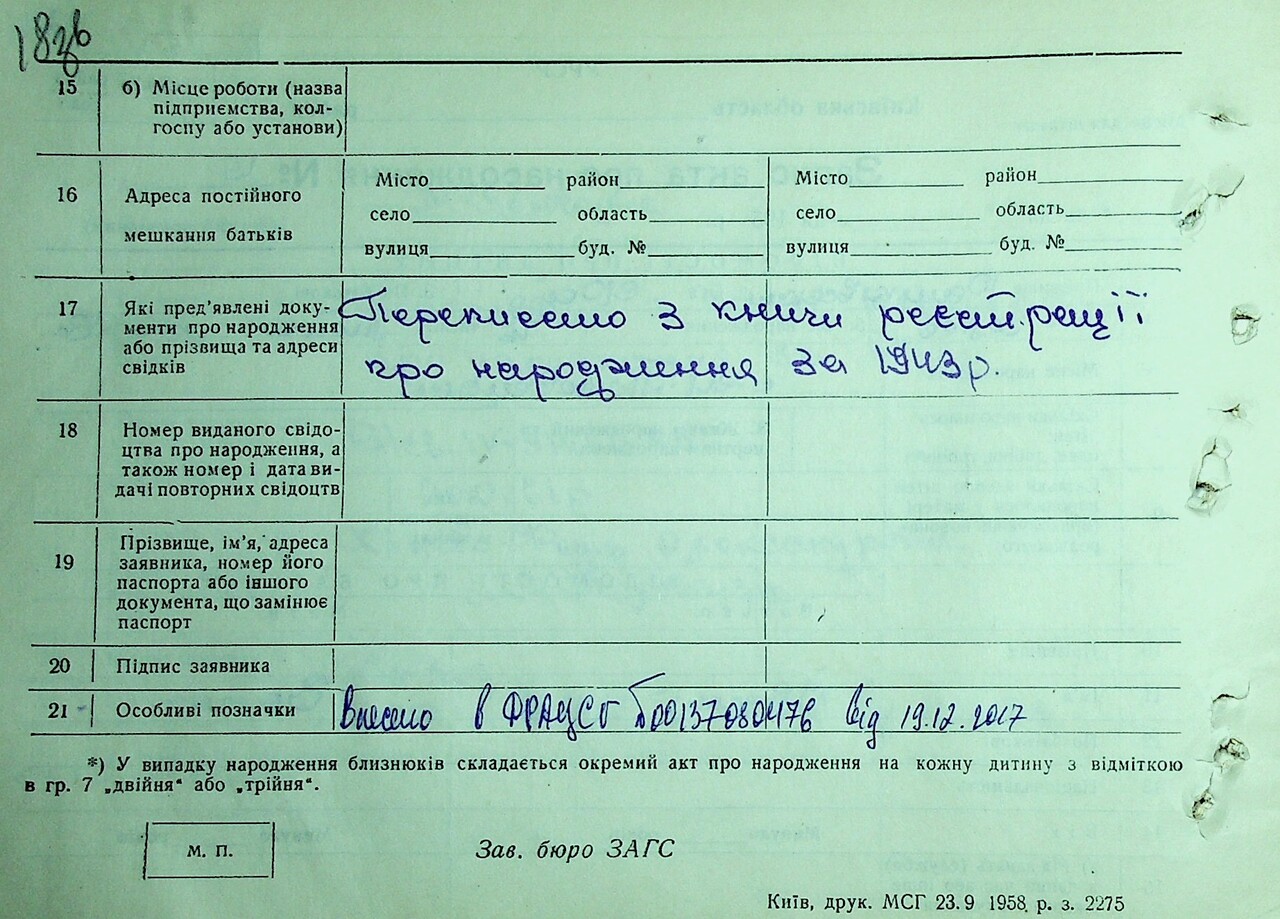 18зв
15 б) Місце роботи (назва
підприємства, кол-
госпу або установи)
16 Адреса постійного
мешкання батьків
Місто район
село область
вулиця буд. №
Місто район
село область
вулиця буд. №
17 Які пред’явлені доку-
менти про народження
або прізвища та адреси
свідків
Переписано з книги реєстрації
про народження за 1943 р.
18 Номер виданого свідо-
цтва про народження, а
також номер і дата ви-
дачі повторних свідоцтв
19 Прізвище, ім’я, адреса
заявника, номер його
паспорта або іншого
документа, що замінює
паспорт
20 Підпис заявника
21 Особливі позначки
Внесено в ФРАЦСГ 00137080476 від 19.12.2017
*) У випадку народження близнюків складається окремий акт про народження на кожну дитину з відміткою
в гр. 7 „двійня“ або „трійня“.
М. П.
Зав. бюро ЗАГС
Київ, друк. МСГ 23.9 1958 р. з. 2275